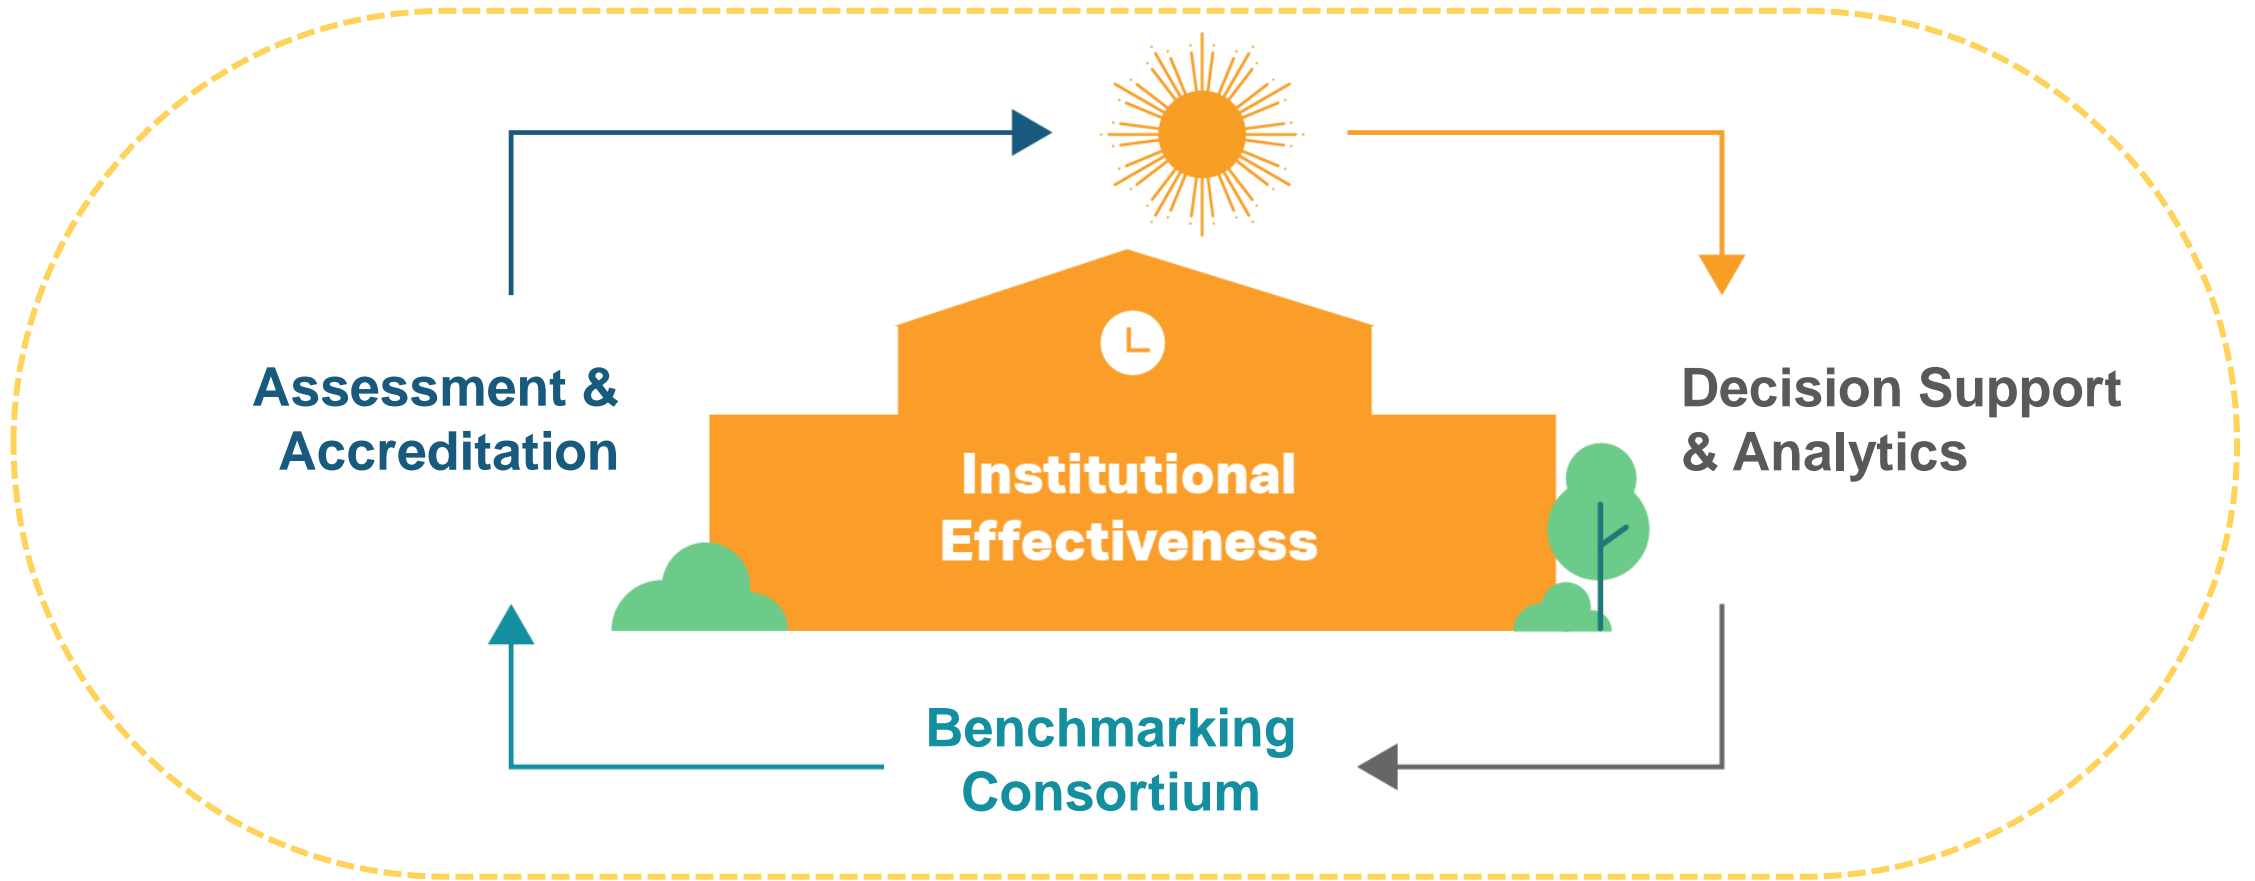 Assessment &
Accreditation
Decision Support
& Analytics
Institutional
Effectiveness
Benchmarking
Consortium